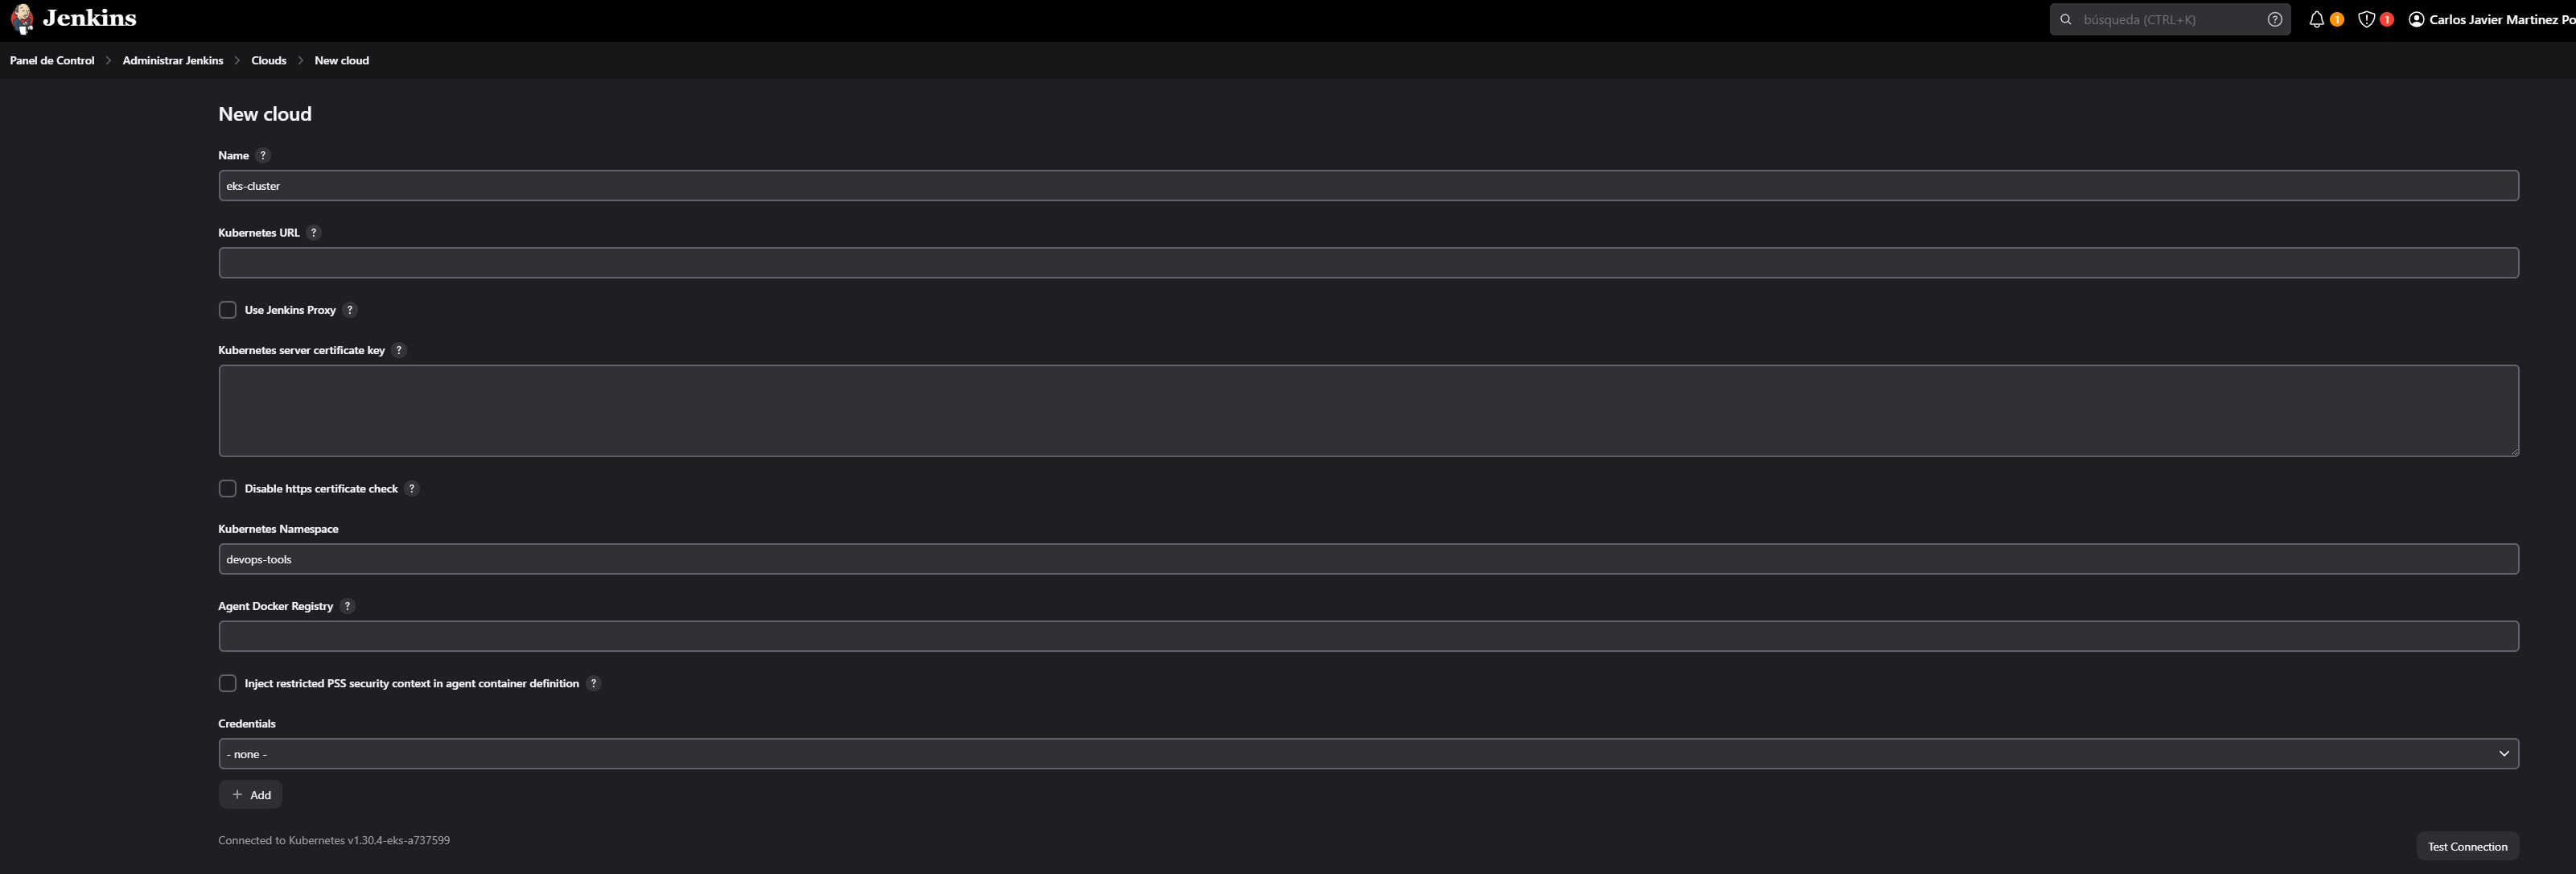 Jenkins
búsqueda (CTRL+K)
?
1
1
Carlos Javier Martinez Po
Panel de Control > Administrar Jenkins > Clouds > New cloud
New cloud
Name ?
eks-cluster
Kubernetes URL ?
Use Jenkins Proxy ?
Kubernetes server certificate key ?
Disable https certificate check ?
Kubernetes Namespace
devops-tools
Agent Docker Registry ?
Inject restricted PSS security context in agent container definition ?
Credentials
- none -
+ Add
Connected to Kubernetes v1.30.4-eks-a737599
Test Connection